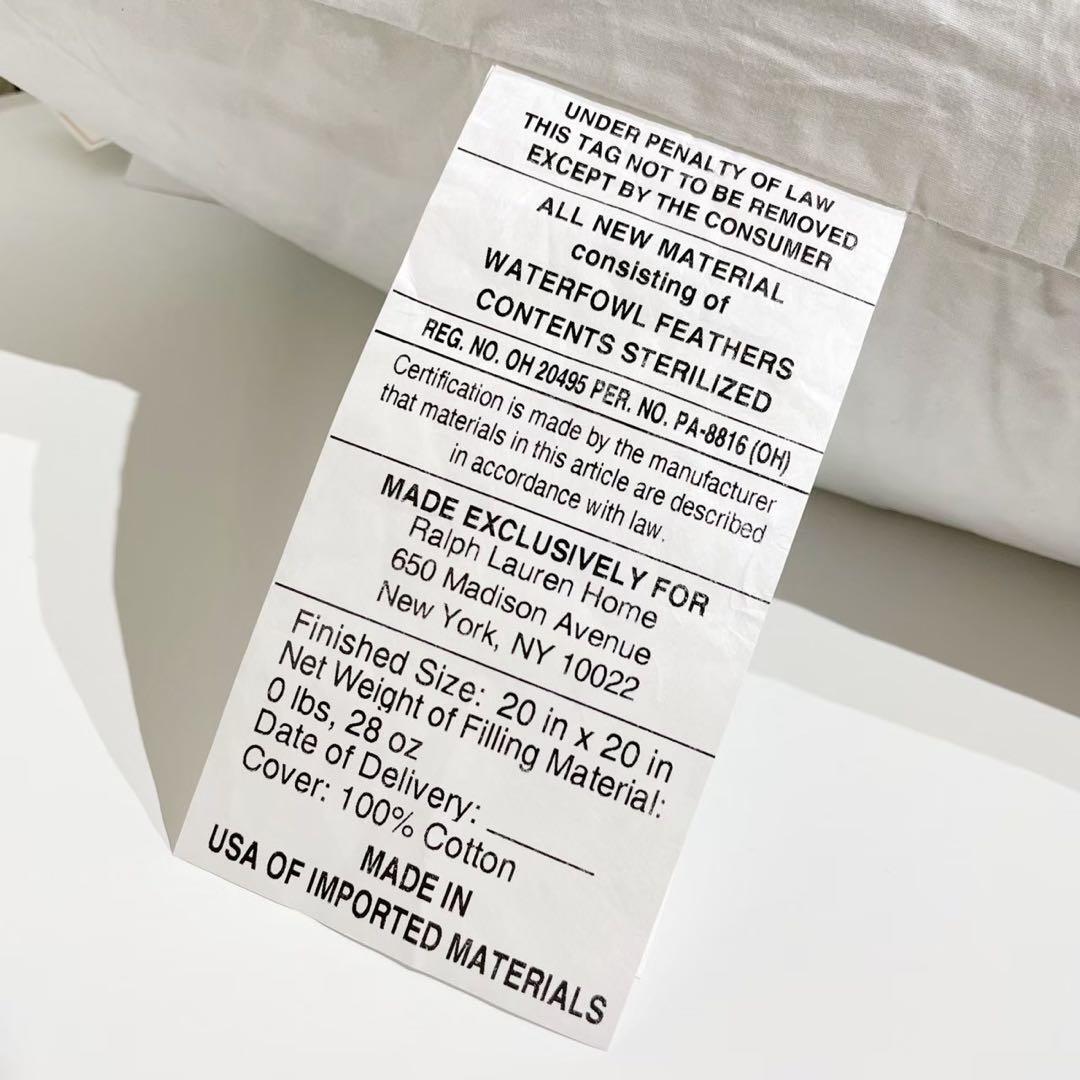 UNDER PENALTY OF LAW
THIS TAG NOT TO BE REMOVED
EXCEPT BY THE CONSUMER
ALL NEW MATERIAL
consisting of
WATERFOWL FEATHERS
CONTENTS STERILIZED
REG. NO. OH 20495 PER. NO. PA-8816 (OH)
Certification is made by the manufacturer
that materials in this article are described
in accordance with law.
MADE EXCLUSIVELY FOR
Ralph Lauren Home
650 Madison Avenue
New York, NY 10022
Finished Size: 20 in x 20 in
Net Weight of Filling Material:
0 lbs, 28 oz
Date of Delivery: ________
Cover: 100% Cotton
MADE IN
USA OF IMPORTED MATERIALS